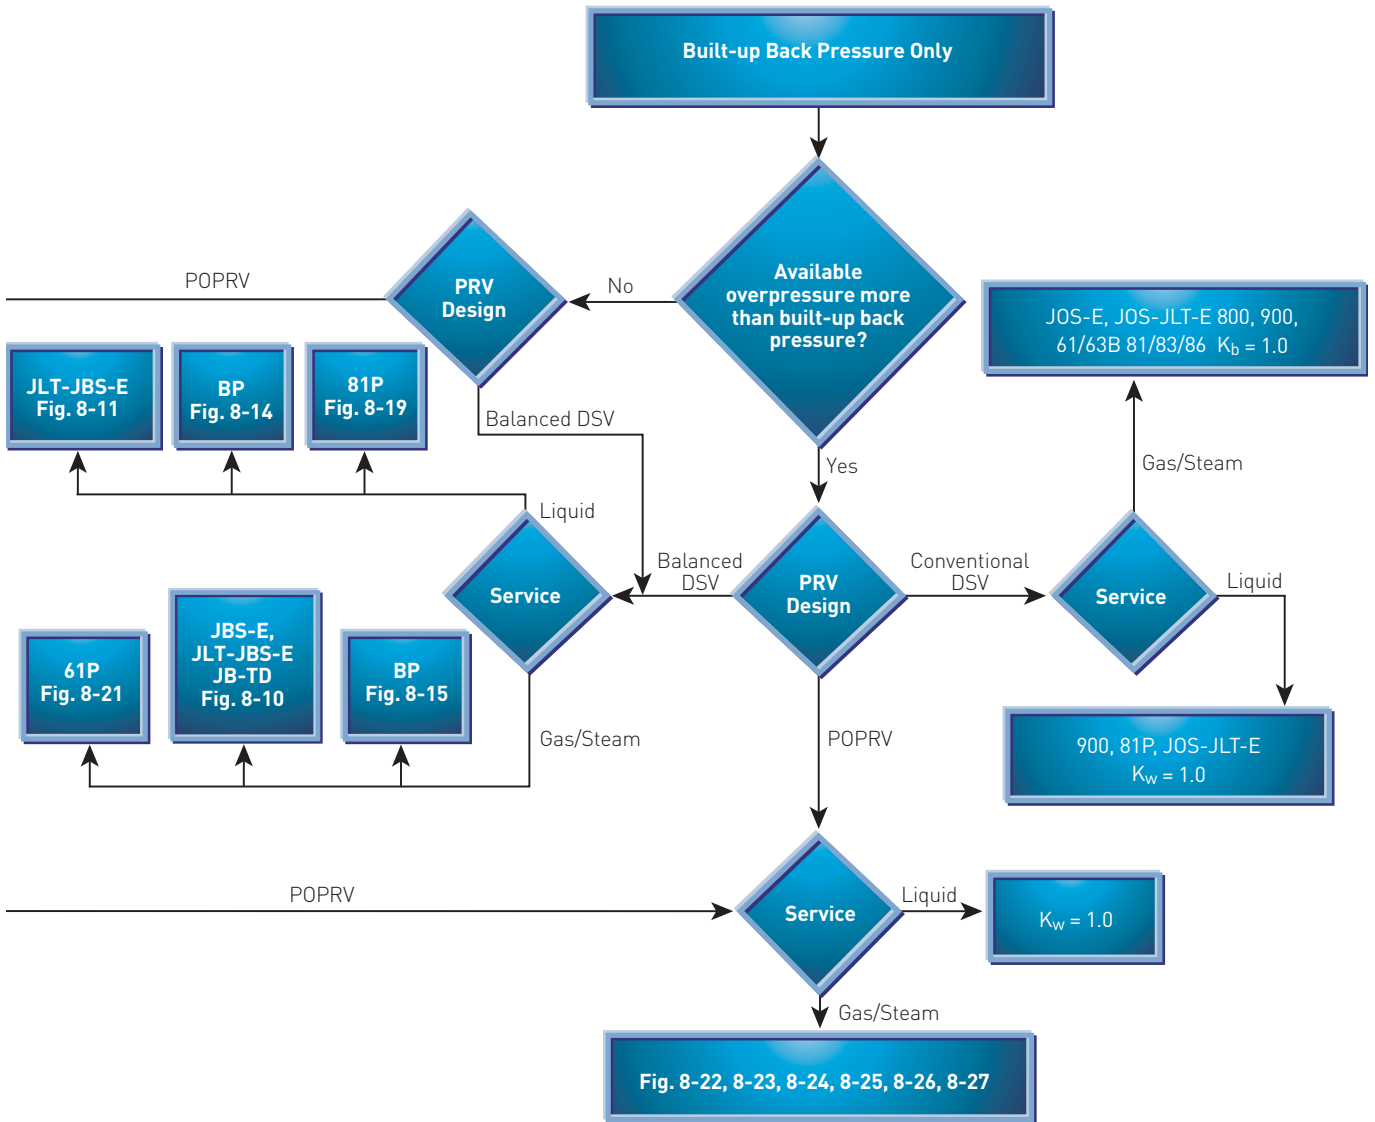 Built-up Back Pressure Only
Available
overpressure more
than built-up back
pressure?
No
PRV
Design
POPRV
Balanced DSV
JLT-JBS-E
Fig. 8-11
BP
Fig. 8-14
81P
Fig. 8-19
Liquid
Yes
JOS-E, JOS-JLT-E 800, 900,
61/63B 81/83/86 Kb = 1.0
Gas/Steam
Service
Balanced
DSV
PRV
Design
Conventional
DSV
Service
Liquid
61P
Fig. 8-21
JBS-E,
JLT-JBS-E
JB-TD
Fig. 8-10
BP
Fig. 8-15
Gas/Steam
POPRV
900, 81P, JOS-JLT-E
Kw = 1.0
POPRV
Service
Liquid
Kw = 1.0
Gas/Steam
Fig. 8-22, 8-23, 8-24, 8-25, 8-26, 8-27